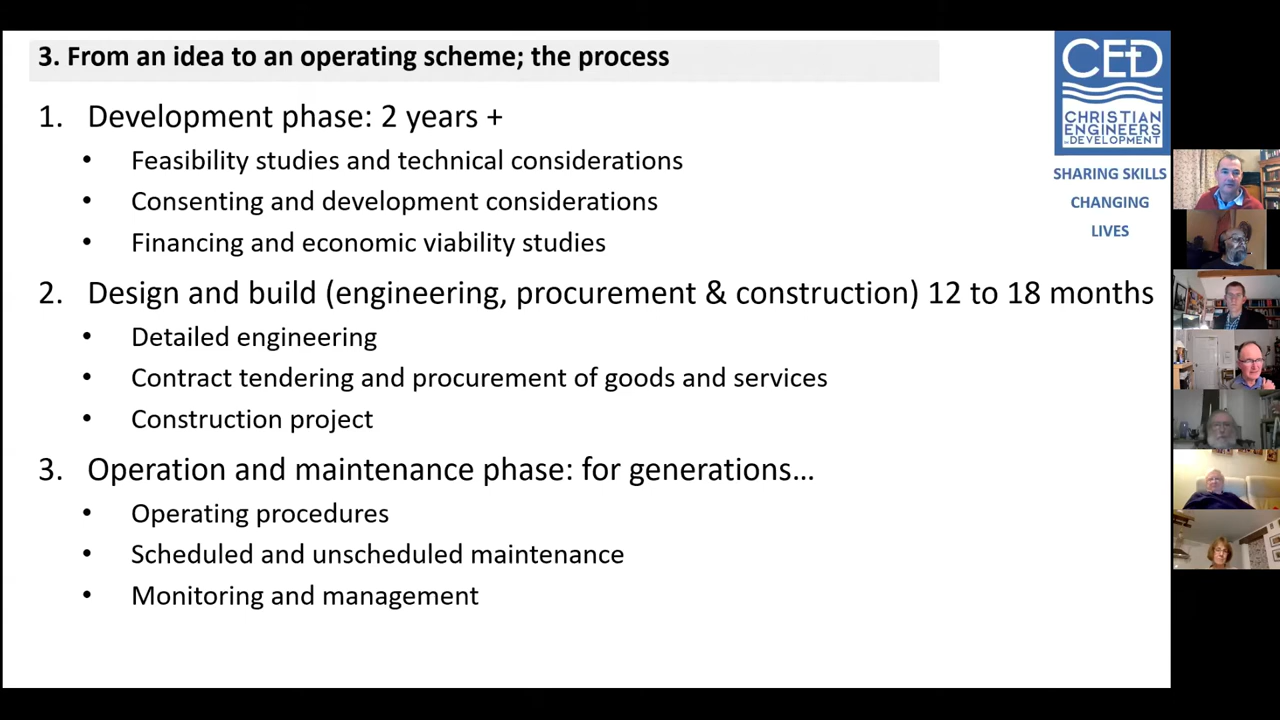 3. From an idea to an operating scheme; the process
1. Development phase: 2 years +
• Feasibility studies and technical considerations
• Consenting and development considerations
• Financing and economic viability studies
2. Design and build (engineering, procurement & construction) 12 to 18 months
• Detailed engineering
• Contract tendering and procurement of goods and services
• Construction project
3. Operation and maintenance phase: for generations...
• Operating procedures
• Scheduled and unscheduled maintenance
• Monitoring and management
CED
CHRISTIAN
ENGINEERS
IN DEVELOPMENT
SHARING SKILLS
CHANGING
LIVES